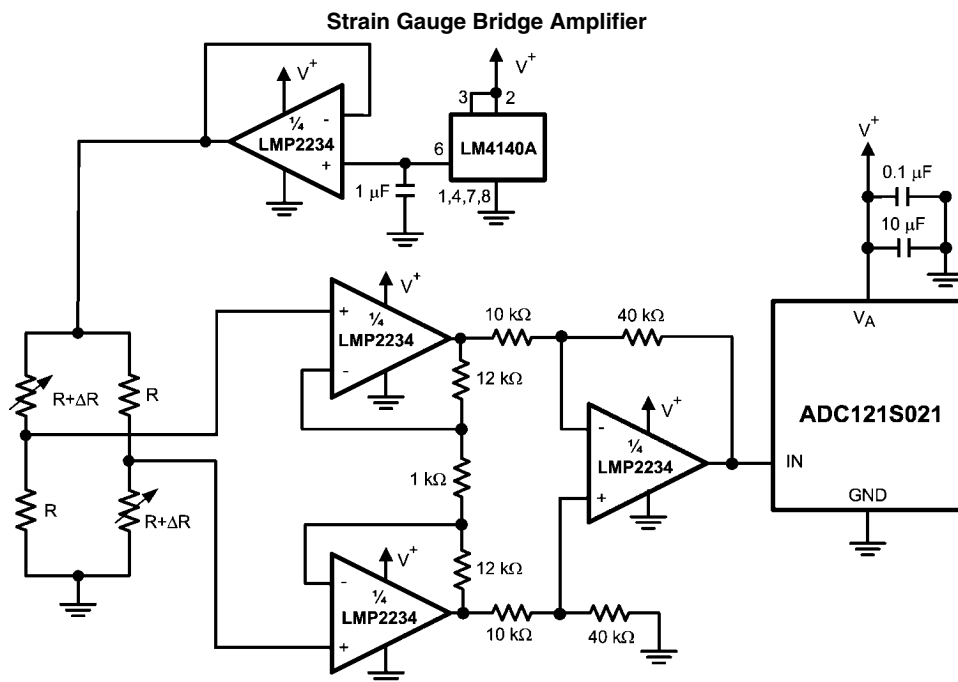 Strain Gauge Bridge Amplifier
V+
V+
3
2
¼
LMP2234
-
+
6
LM4140A
1 µF
1,4,7,8
V+
0.1 µF
10 µF
VA
ADC121S021
IN
GND
R+ΔR
R
R
R+ΔR
V+
+
¼
LMP2234
-
10 kΩ
40 kΩ
12 kΩ
1 kΩ
12 kΩ
V+
-
¼
LMP2234
+
V+
-
¼
LMP2234
+
10 kΩ
40 kΩ